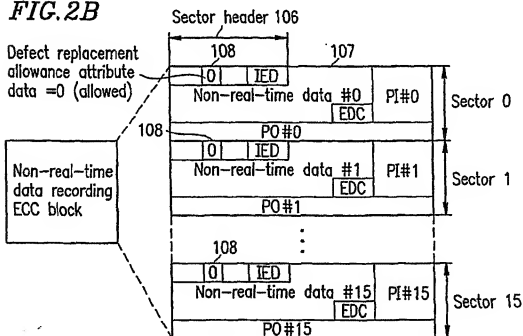 FIG. 2B
Sector header 106
Defect replacement
allowance attribute
data =0 (allowed)
108
107
0 IED
Non-real-time data #0
EDC
PI#0
Sector 0
PO#0
108
0 IED
Non-real-time data #1
EDC
PI#1
Sector 1
PO#1
Non-real-time
data recording
ECC block
108
0 IED
Non-real-time data #15
EDC
PI#15
Sector 15
PO#15